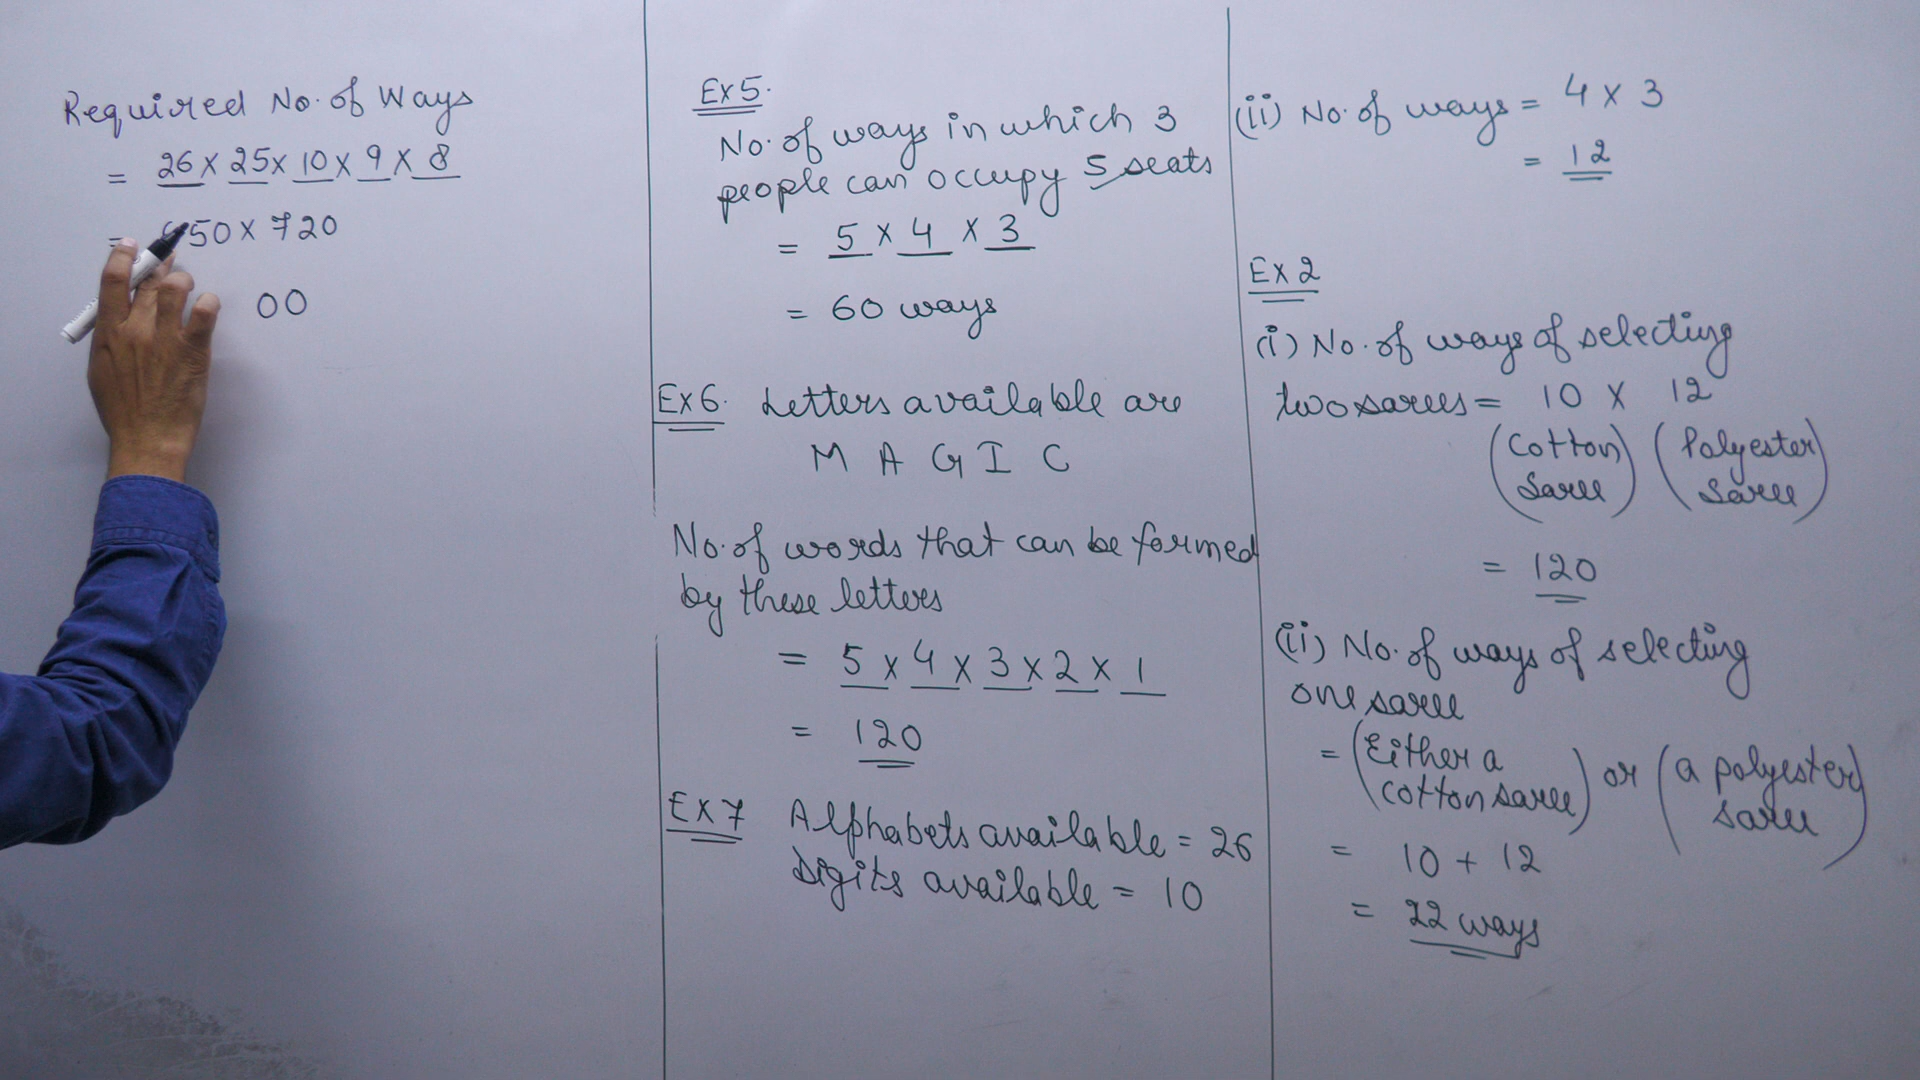 Required No. of Ways
= 26 x 25 x 10 x 9 x 8
= 50 x 720
00
Ex5.
No. of ways in which 3
people can occupy 5 seats
= 5 x 4 x 3
= 60 ways
Ex6. Letters available are
M A G I C
No. of words that can be formed
by these letters
= 5 x 4 x 3 x 2 x 1
= 120
Ex7 Alphabets available = 26
Digits available = 10
(ii) No. of ways = 4 x 3
= 12
Ex2
(i) No. of ways of selecting
two sarees = 10 x 12
(Cotton Saree) (Polyester Saree)
= 120
(ii) No. of ways of selecting
one saree
= (Either a cotton saree) or (a polyester saree)
= 10 + 12
= 22 ways